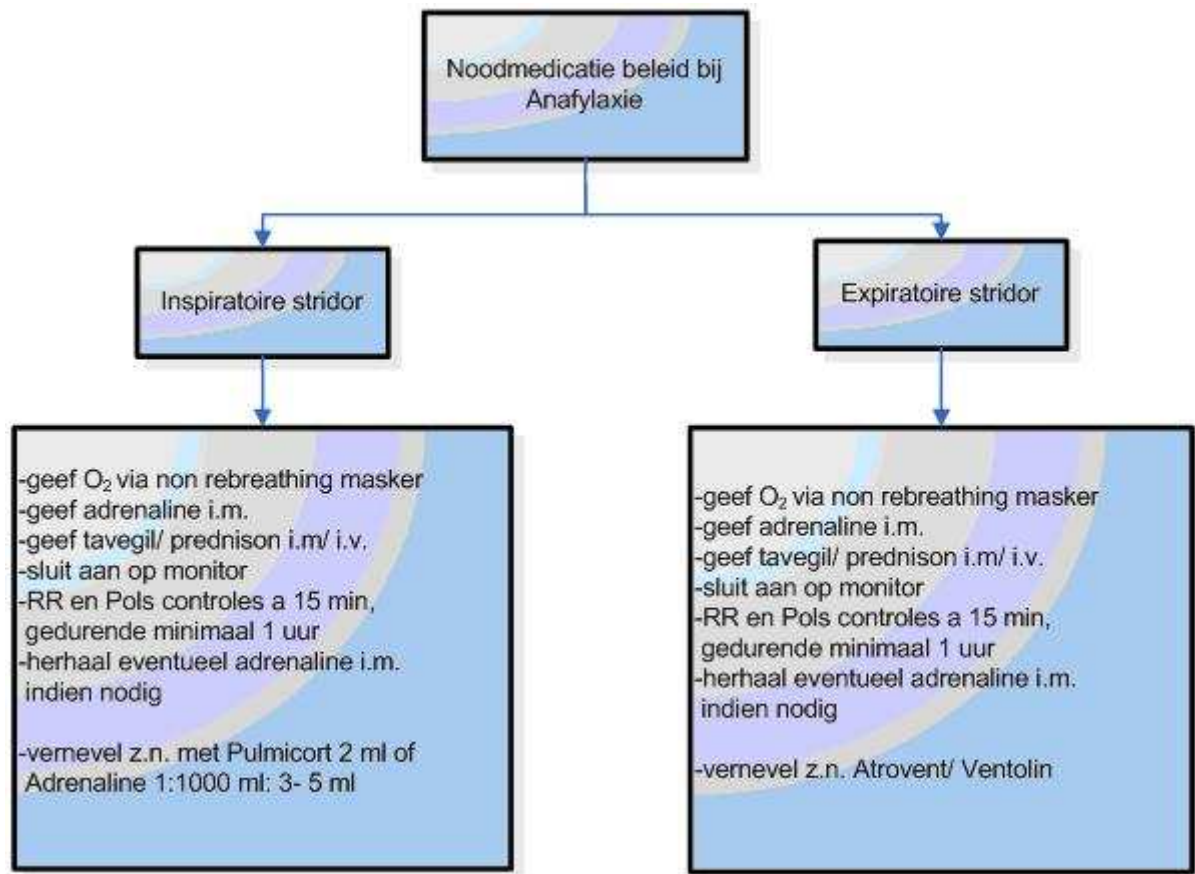 Noodmedicatie beleid bij
Anafylaxie
Inspiratoire stridor
Expiratoire stridor
-geef O₂ via non rebreathing masker
-geef adrenaline i.m.
-geef tavegil/ prednison i.m/ i.v.
-sluit aan op monitor
-RR en Pols controles a 15 min,
gedurende minimaal 1 uur
-herhaal eventueel adrenaline i.m.
indien nodig
-vernevel z.n. met Pulmicort 2 ml of
Adrenaline 1:1000 ml: 3- 5 ml
-geef O₂ via non rebreathing masker
-geef adrenaline i.m.
-geef tavegil/ prednison i.m/ i.v.
-sluit aan op monitor
-RR en Pols controles a 15 min,
gedurende minimaal 1 uur
-herhaal eventueel adrenaline i.m.
indien nodig
-vernevel z.n. Atrovent/ Ventolin